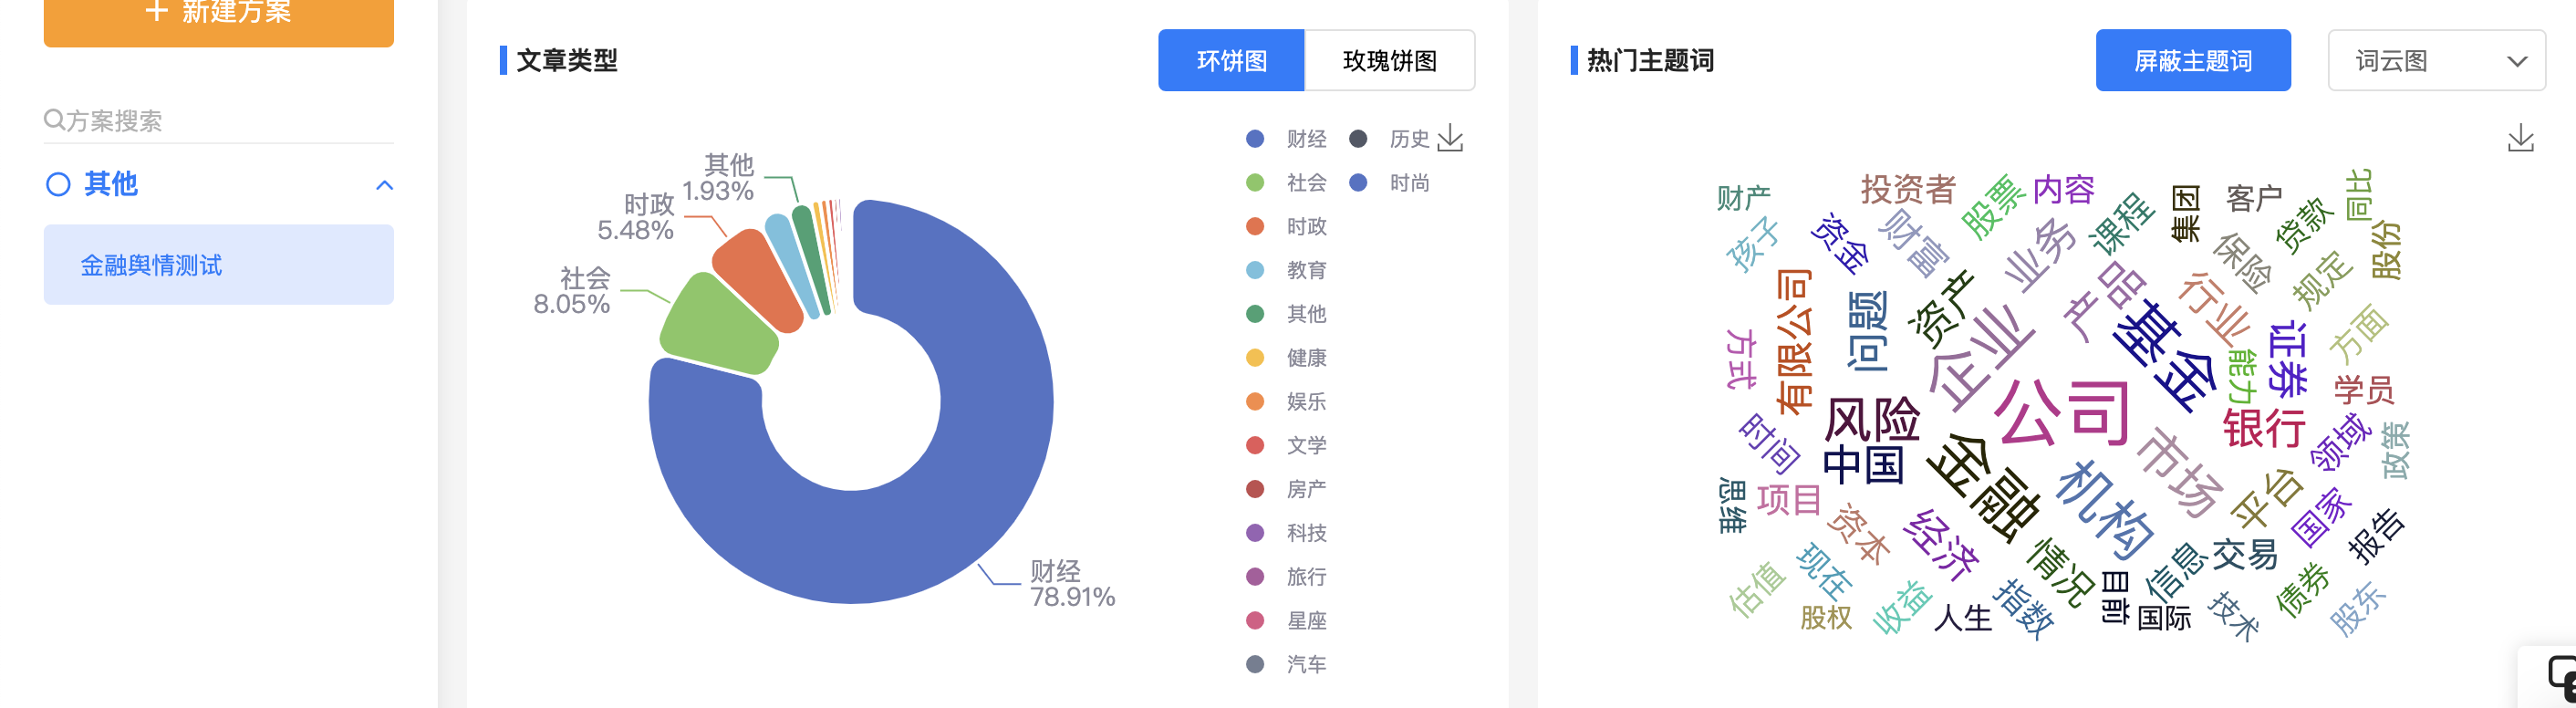 + 新建方案
方案搜索
其他
金融舆情测试
文章类型
环饼图
玫瑰饼图
其他
1.93%
时政
5.48%
社会
8.05%
财经
78.91%
财经
社会
时政
教育
其他
健康
娱乐
文学
房产
科技
旅行
星座
汽车
历史
时尚
热门主题词
屏蔽主题词
词云图
财产
投资者
股票
内容
课程
集团
客户
贷款
同比
孩子
资金
财富
业务
保险
规定
股份
有限公司
问题
资产
产品
行业
方面
方式
企业
基金
能力
证券
学员
时间
风险
公司
银行
领域
政策
中国
思维
项目
金融
机构
市场
平台
国家
报告
资本
经济
情况
信息
交易
估值
现在
股权
收益
人生
指数
目前
国际
技术
债券
股东